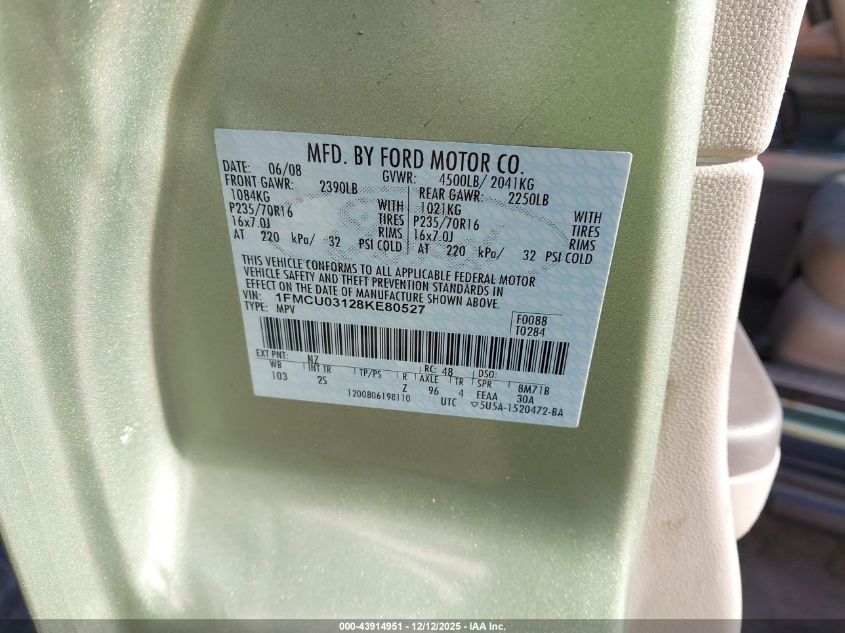 MFD. BY FORD MOTOR CO.
DATE: 06/08 GVWR: 4500LB/ 2041KG
FRONT GAWR: 2390LB REAR GAWR: 2250LB
1084KG WITH 1021KG WITH
P235/70R16 TIRES P235/70R16 TIRES
16x7.0J RIMS 16x7.0J RIMS
AT 220 kPa/ 32 PSI COLD AT 220 kPa/ 32 PSI COLD
THIS VEHICLE CONFORMS TO ALL APPLICABLE FEDERAL MOTOR
VEHICLE SAFETY AND THEFT PREVENTION STANDARDS IN
EFFECT ON THE DATE OF MANUFACTURE SHOWN ABOVE.
VIN: 1FMCU03128KE80527 F0088
TYPE: MPV T0284
EXT PNT: NZ RC: 48 DSO:
WB INT TR TP/PS R AXLE TR SPR 8M71B
103 2S Z 96 4 EEAA 30A
1200806198110 UTC ▽5U5A-1520472-BA
000-43914951 - 12/12/2025 - IAA Inc.